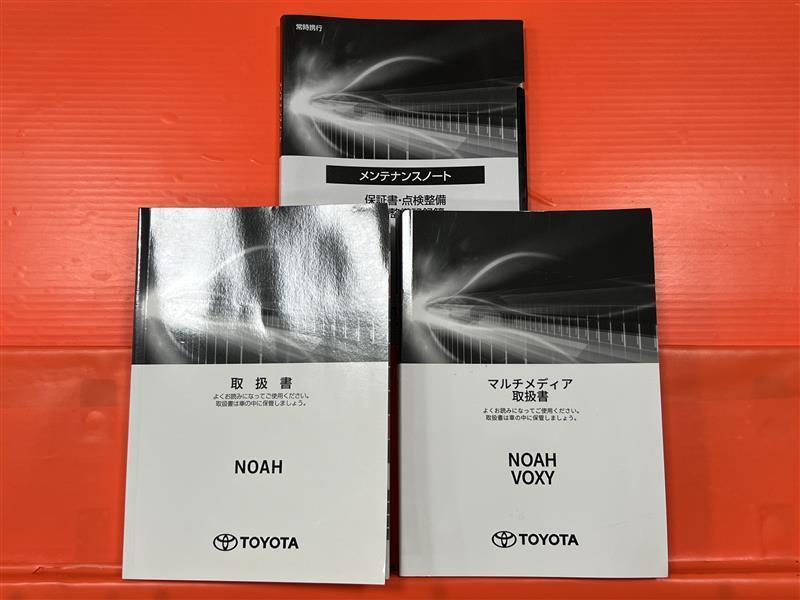 常時携行
メンテナンスノート
保証書・点検整備
取扱書
よくお読みになってご使用ください。
取扱書は車の中に保管しましょう。
NOAH
TOYOTA
マルチメディア
取扱書
よくお読みになってご使用ください。
取扱書は車の中に保管しましょう。
NOAH
VOXY
TOYOTA